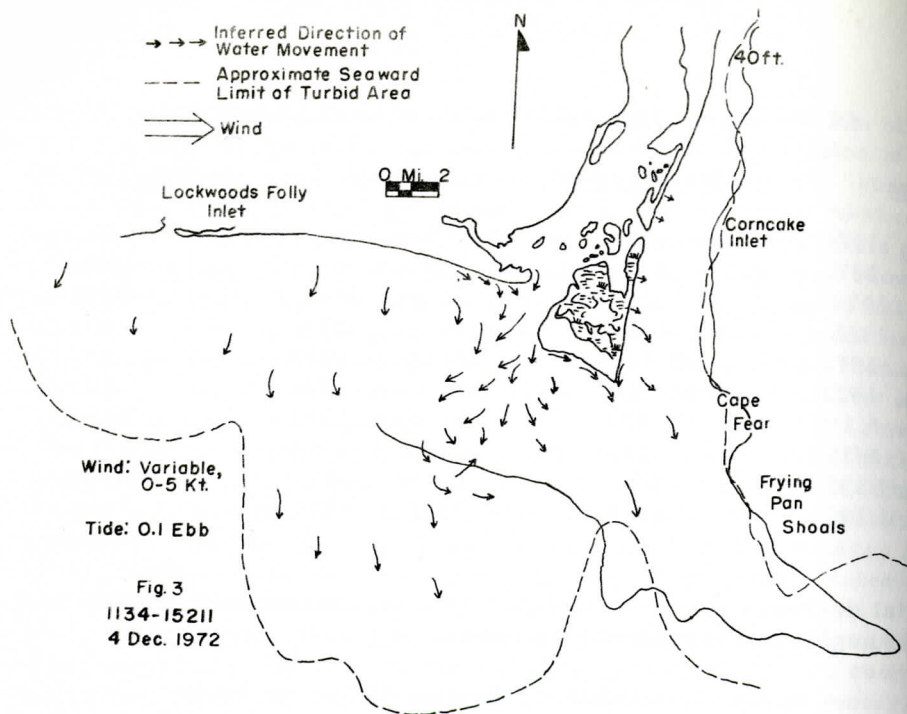 Inferred Direction of
Water Movement
Approximate Seaward
Limit of Turbid Area
Wind
N
40 ft.
0 Mi. 2
Lockwoods Folly
Inlet
Corncake
Inlet
Cape
Fear
Frying
Pan
Shoals
Wind: Variable,
0-5 Kt.
Tide: 0.1 Ebb
Fig. 3
1134-15211
4 Dec. 1972